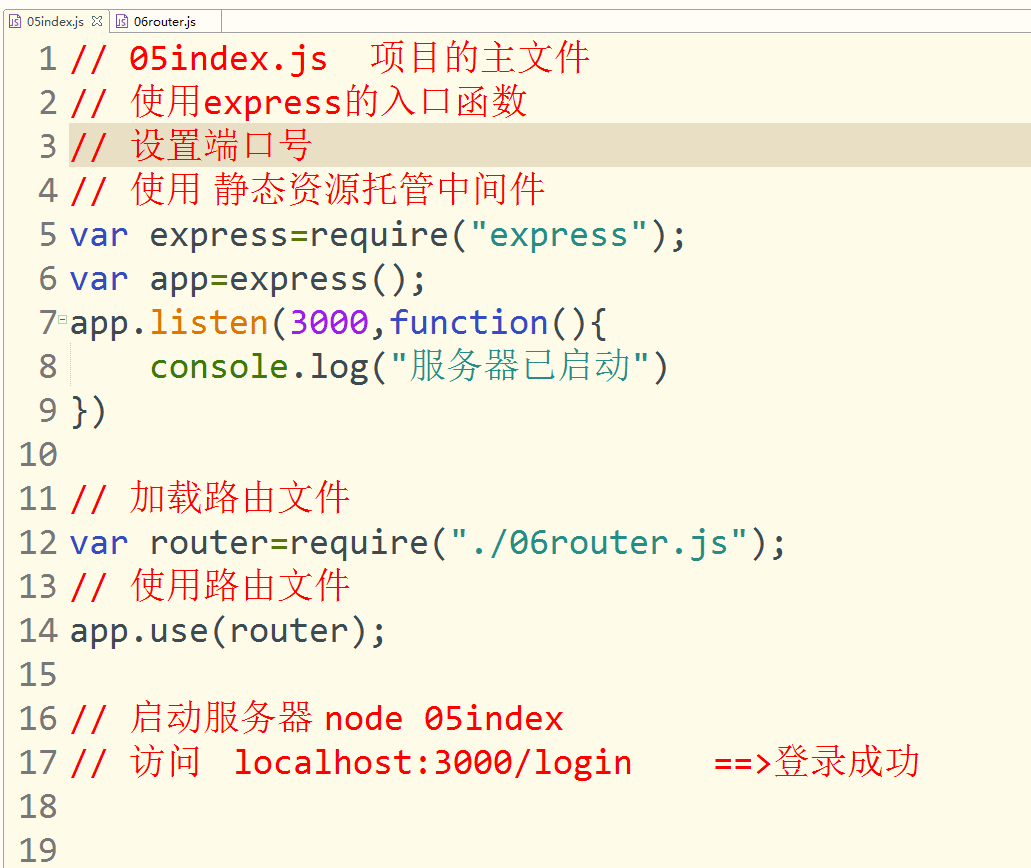 05index.js 06router.js
1 // 05index.js 项目的主文件
2 // 使用express的入口函数
3 // 设置端口号
4 // 使用 静态资源托管中间件
5 var express=require("express");
6 var app=express();
7 app.listen(3000,function(){
8 console.log("服务器已启动")
9 })
10
11 // 加载路由文件
12 var router=require("./06router.js");
13 // 使用路由文件
14 app.use(router);
15
16 // 启动服务器 node 05index
17 // 访问 localhost:3000/login ==>登录成功
18
19